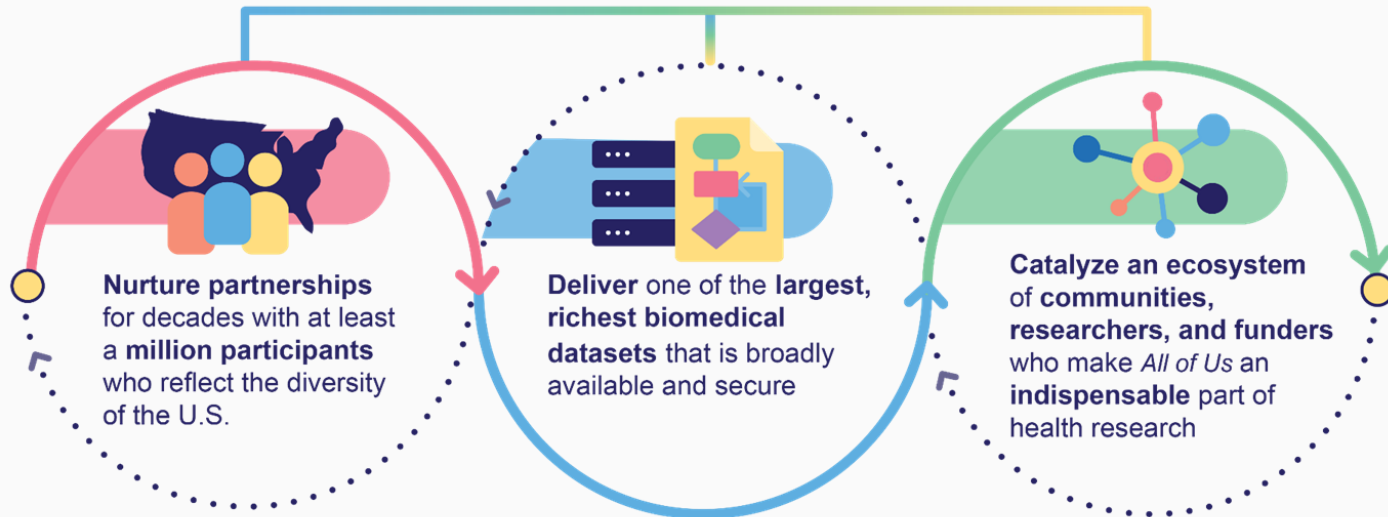 Nurture partnerships
for decades with at least
a million participants
who reflect the diversity
of the U.S.
Deliver one of the largest,
richest biomedical
datasets that is broadly
available and secure
Catalyze an ecosystem
of communities,
researchers, and funders
who make All of Us an
indispensable part of
health research